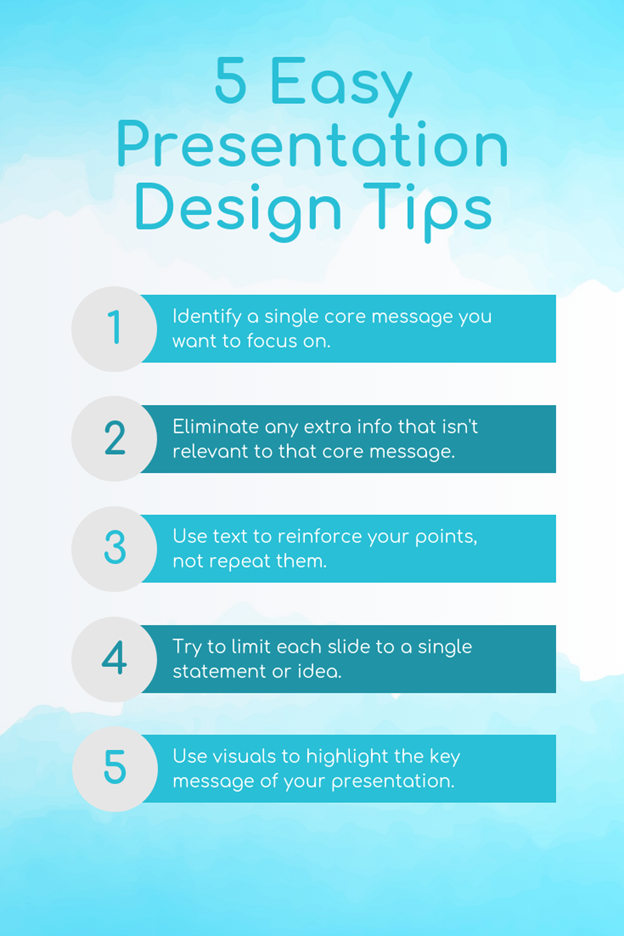 5 Easy
Presentation
Design Tips
1
Identify a single core message you
want to focus on.
2
Eliminate any extra info that isn't
relevant to that core message.
3
Use text to reinforce your points,
not repeat them.
4
Try to limit each slide to a single
statement or idea.
5
Use visuals to highlight the key
message of your presentation.